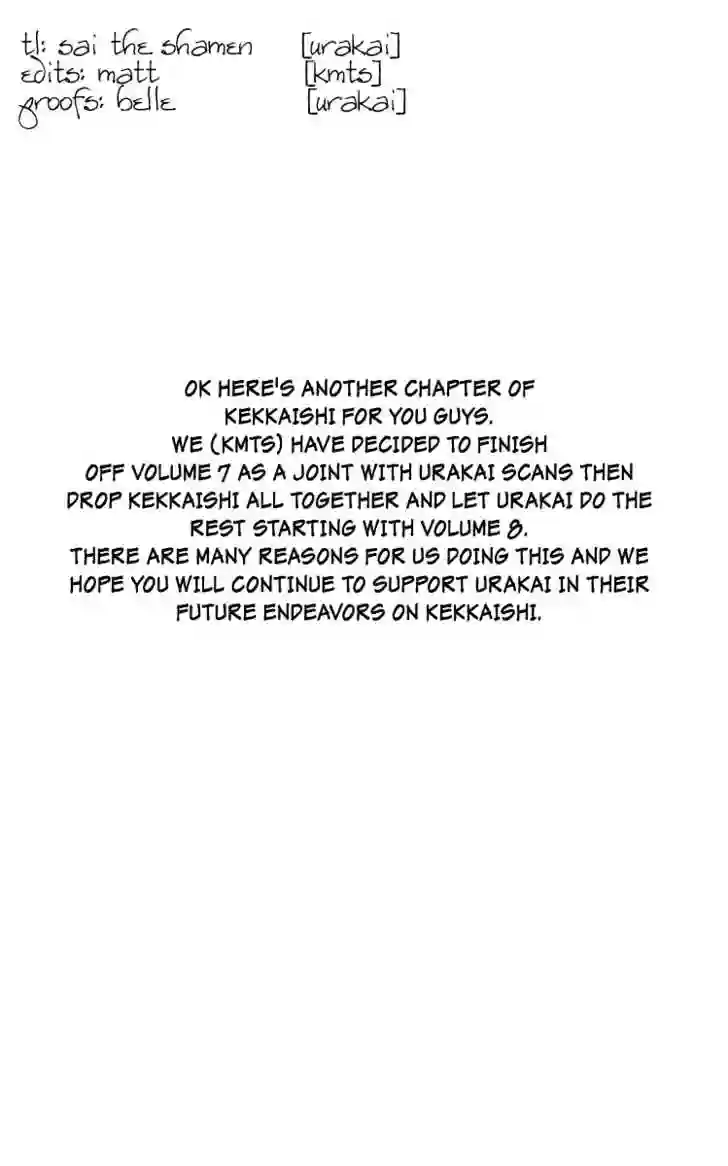 tl: sai the shamen [urakai]
edits: matt [kmts]
proofs: belle [urakai]
OK HERE'S ANOTHER CHAPTER OF
KEKKAISHI FOR YOU GUYS.
WE (KMTS) HAVE DECIDED TO FINISH
OFF VOLUME 7 AS A JOINT WITH URAKAI SCANS THEN
DROP KEKKAISHI ALL TOGETHER AND LET URAKAI DO THE
REST STARTING WITH VOLUME 8.
THERE ARE MANY REASONS FOR US DOING THIS AND WE
HOPE YOU WILL CONTINUE TO SUPPORT URAKAI IN THEIR
FUTURE ENDEAVORS ON KEKKAISHI.